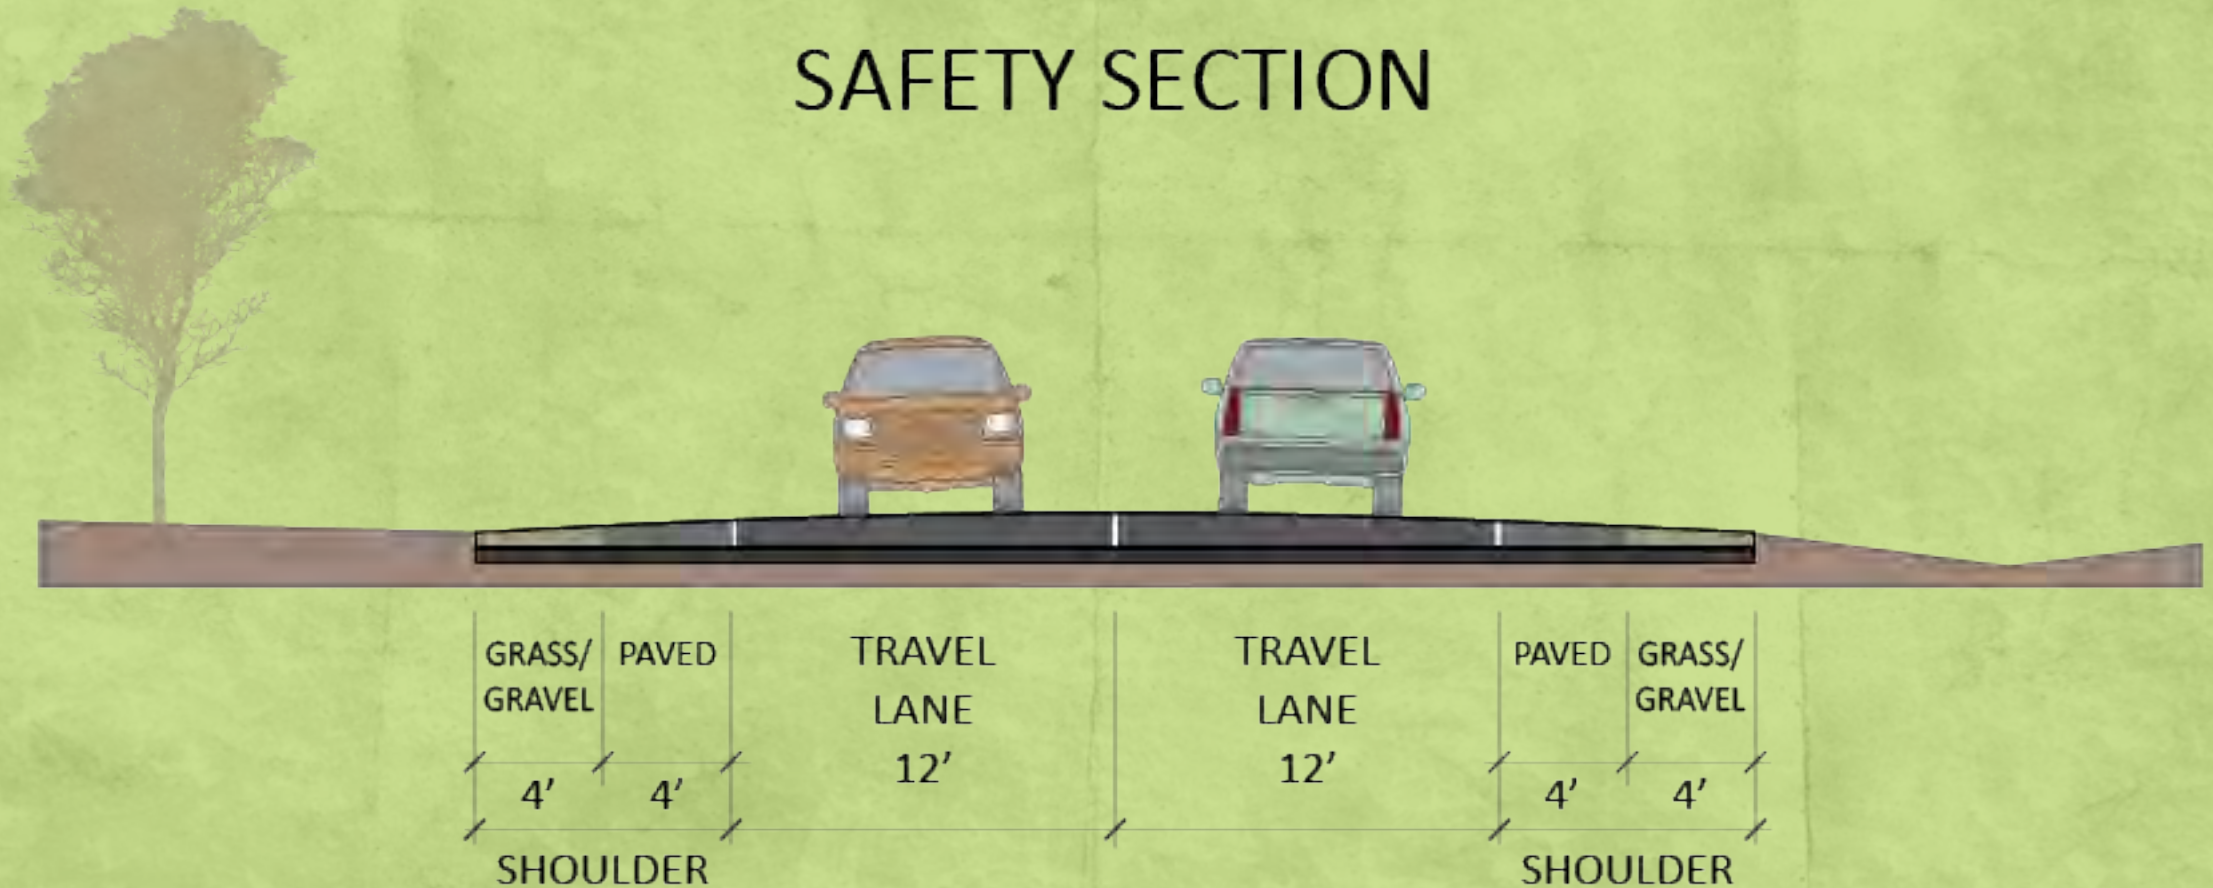 SAFETY SECTION
GRASS/
GRAVEL
PAVED
TRAVEL
LANE
12'
TRAVEL
LANE
12'
PAVED
GRASS/
GRAVEL
4'
4'
4'
4'
SHOULDER
SHOULDER